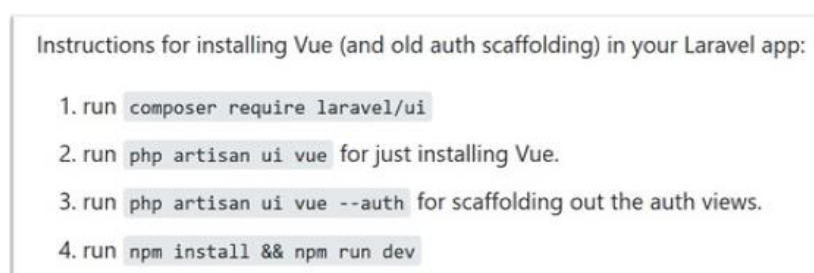 Instructions for installing Vue (and old auth scaffolding) in your Laravel app:
1. run composer require laravel/ui
2. run php artisan ui vue for just installing Vue.
3. run php artisan ui vue --auth for scaffolding out the auth views.
4. run npm install && npm run dev